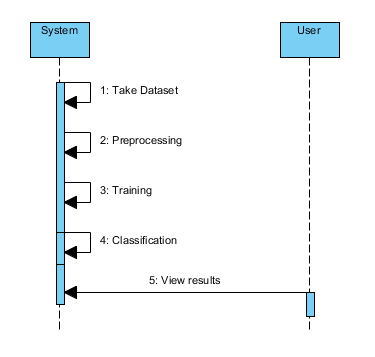 System
User
1: Take Dataset
2: Preprocessing
3: Training
4: Classification
5: View results